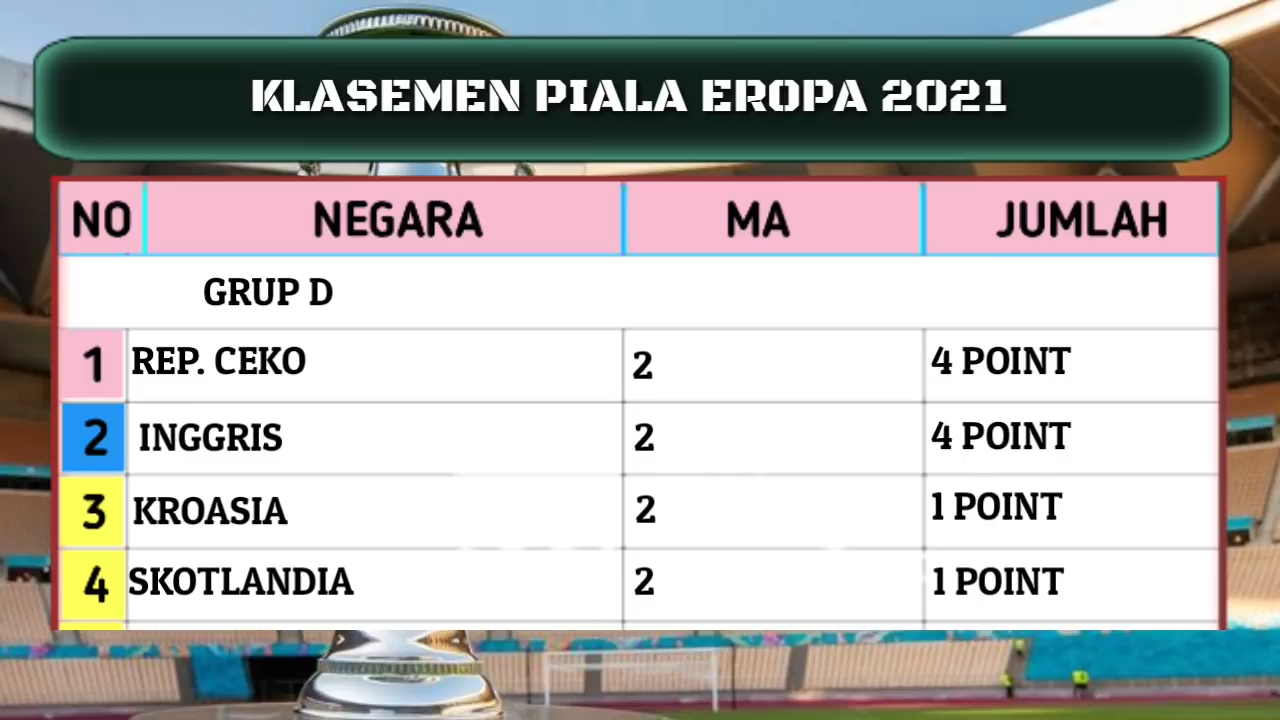 KLASEMEN PIALA EROPA 2021
NO NEGARA MA JUMLAH
GRUP D
1 REP. CEKO 2 4 POINT
2 INGGRIS 2 4 POINT
3 KROASIA 2 1 POINT
4 SKOTLANDIA 2 1 POINT